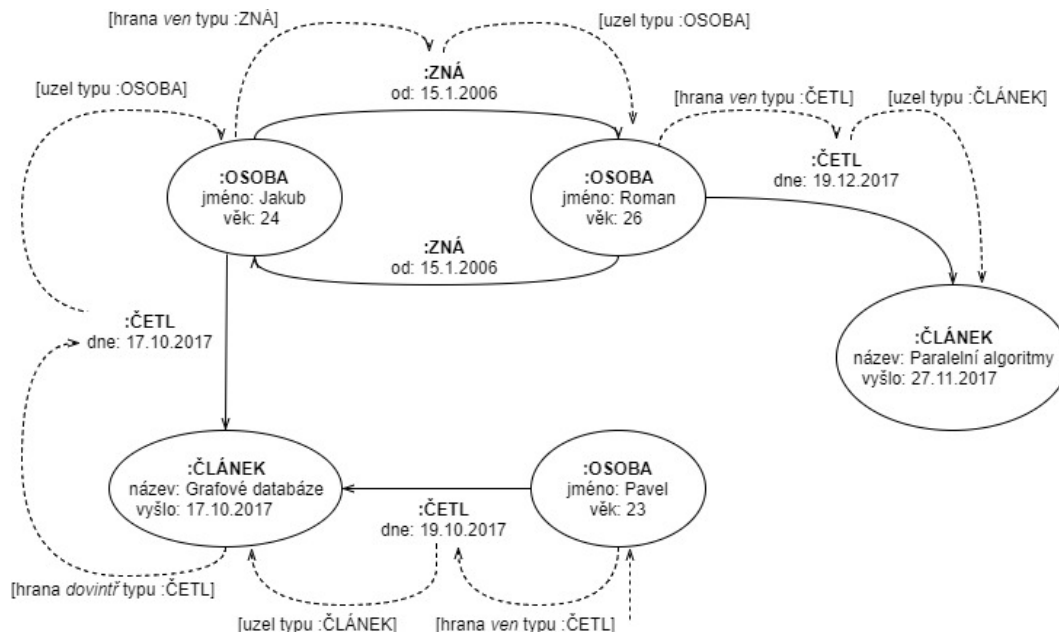 [hrana ven typu :ZNÁ]
[uzel typu :OSOBA]
:ZNÁ
od: 15.1.2006
[uzel typu :OSOBA]
[hrana ven typu :ČETL]
[uzel typu :ČLÁNEK]
:OSOBA
jméno: Jakub
věk: 24
:OSOBA
jméno: Roman
věk: 26
:ČETL
dne: 19.12.2017
:ZNÁ
od: 15.1.2006
:ČETL
dne: 17.10.2017
:ČLÁNEK
název: Paralelní algoritmy
vyšlo: 27.11.2017
:ČLÁNEK
název: Grafové databáze
vyšlo: 17.10.2017
:OSOBA
jméno: Pavel
věk: 23
:ČETL
dne: 19.10.2017
[hrana dovintř typu :ČETL]
[uzel typu :ČLÁNEK]
[hrana ven typu :ČETL]